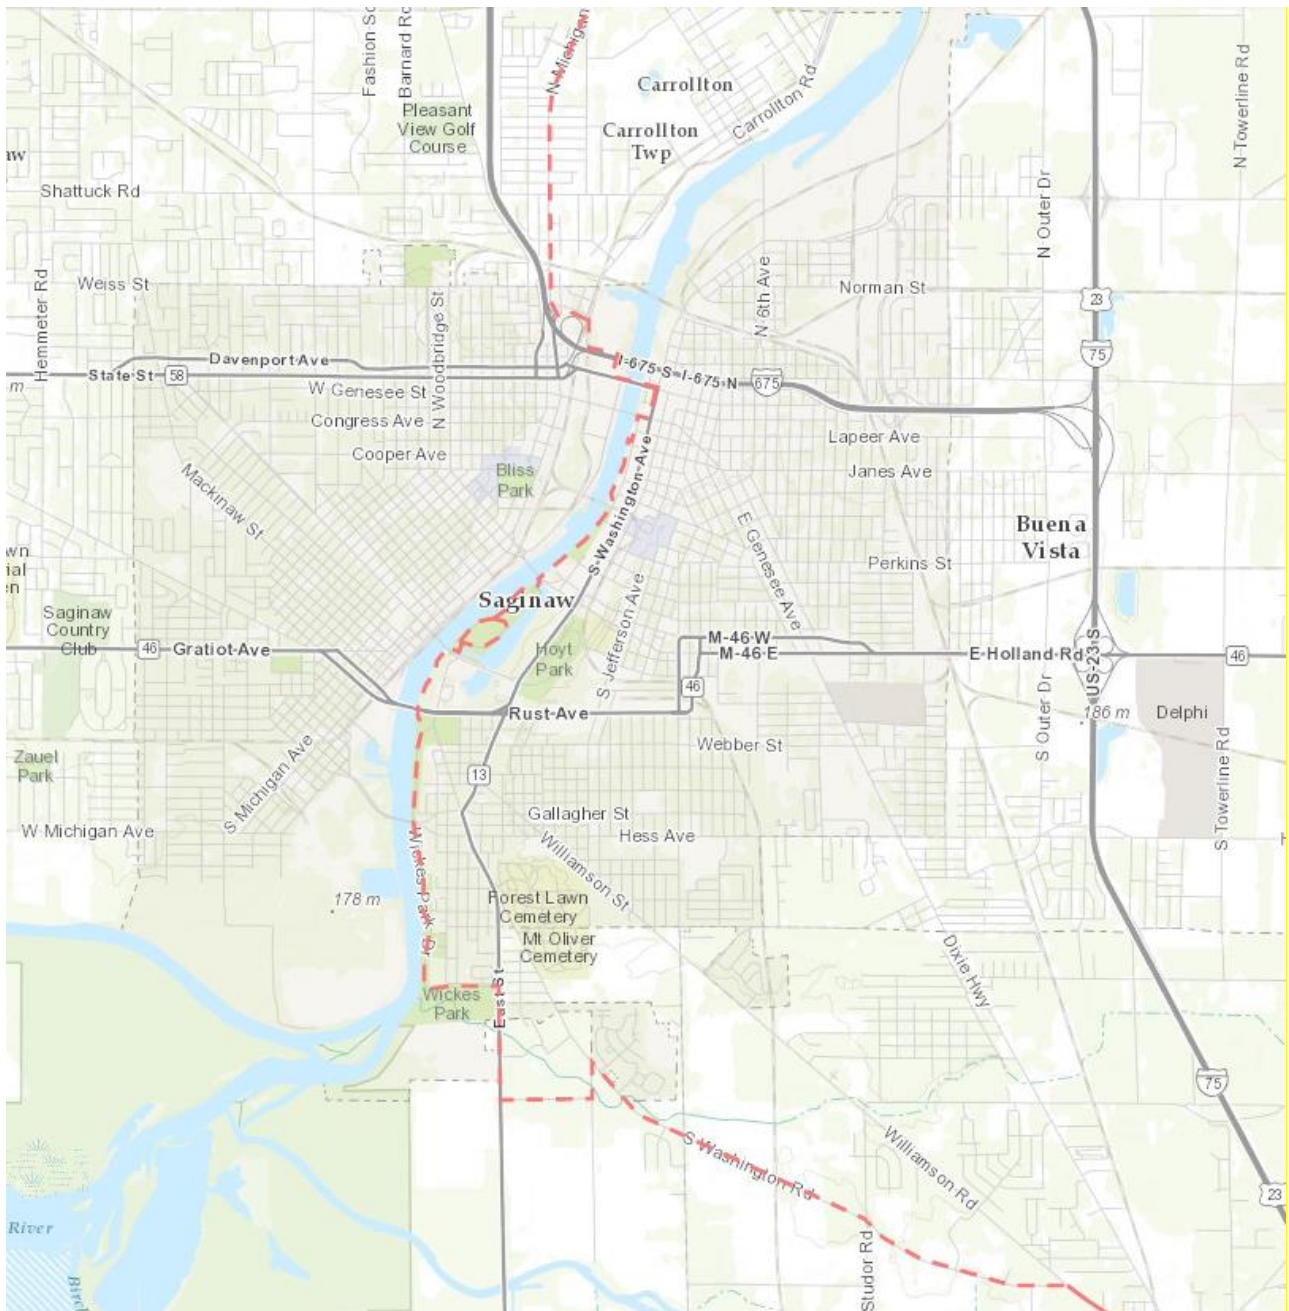 Fashion Sq
Barnard Rd
N Michigan
Carrollton
Carrollton Rd
Pleasant
View Golf
Course
Carrollton
Twp
N Towerline Rd
Shattuck Rd
N Outer Dr
Weiss St
Hemmeter Rd
N Woodbridge St
N 6th Ave
Norman St
23
75
Davenport Ave
State St
58
I-675 S
I-675 N
675
W Genesee St
Congress Ave
Cooper Ave
Lapeer Ave
Janes Ave
Bliss
Park
Mackinaw St
S Washington Ave
E Genesee Ave
Buena
Vista
Perkins St
Saginaw
Saginaw
Country
Club
46
Gratiot Ave
Hoyt
Park
S Jefferson Ave
M-46 W
M-46 E
E Holland Rd
US-23 S
46
46
Rust Ave
S Outer Dr
186 m
Delphi
Webber St
Zauel
Park
S Michigan Ave
13
S Towerline Rd
W Michigan Ave
Gallagher St
Hess Ave
Williamson St
Wickes Park Dr
178 m
Forest Lawn
Cemetery
Mt Oliver
Cemetery
Dixie Hwy
Wickes
Park
East St
75
S Washington Rd
Williamson Rd
23
River
Studor Rd